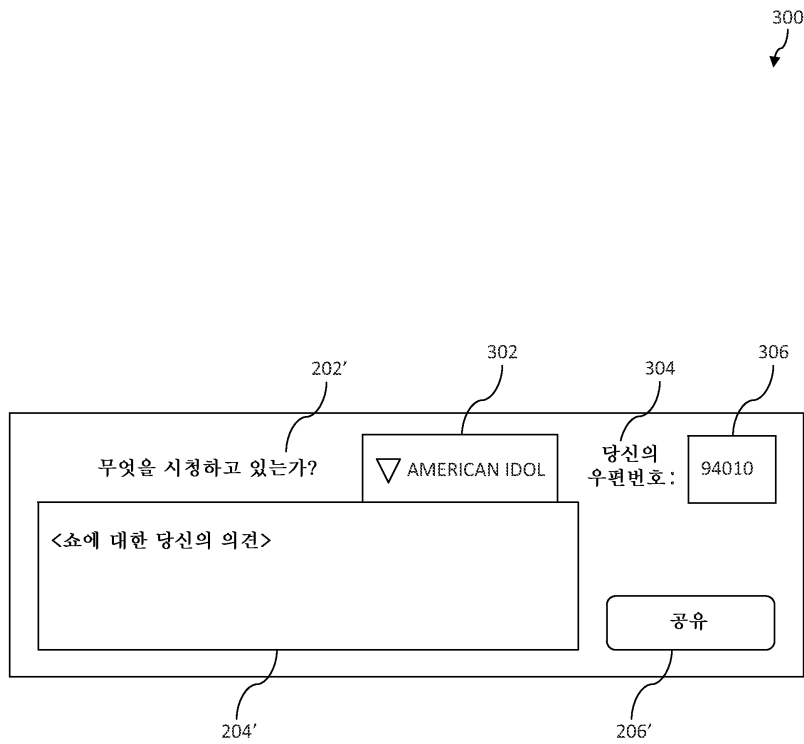 300
302
306
202’
304
무엇을 시청하고 있는가?
AMERICAN IDOL
당신의
우편번호:
94010
<쇼에 대한 당신의 의견>
공유
204’
206’